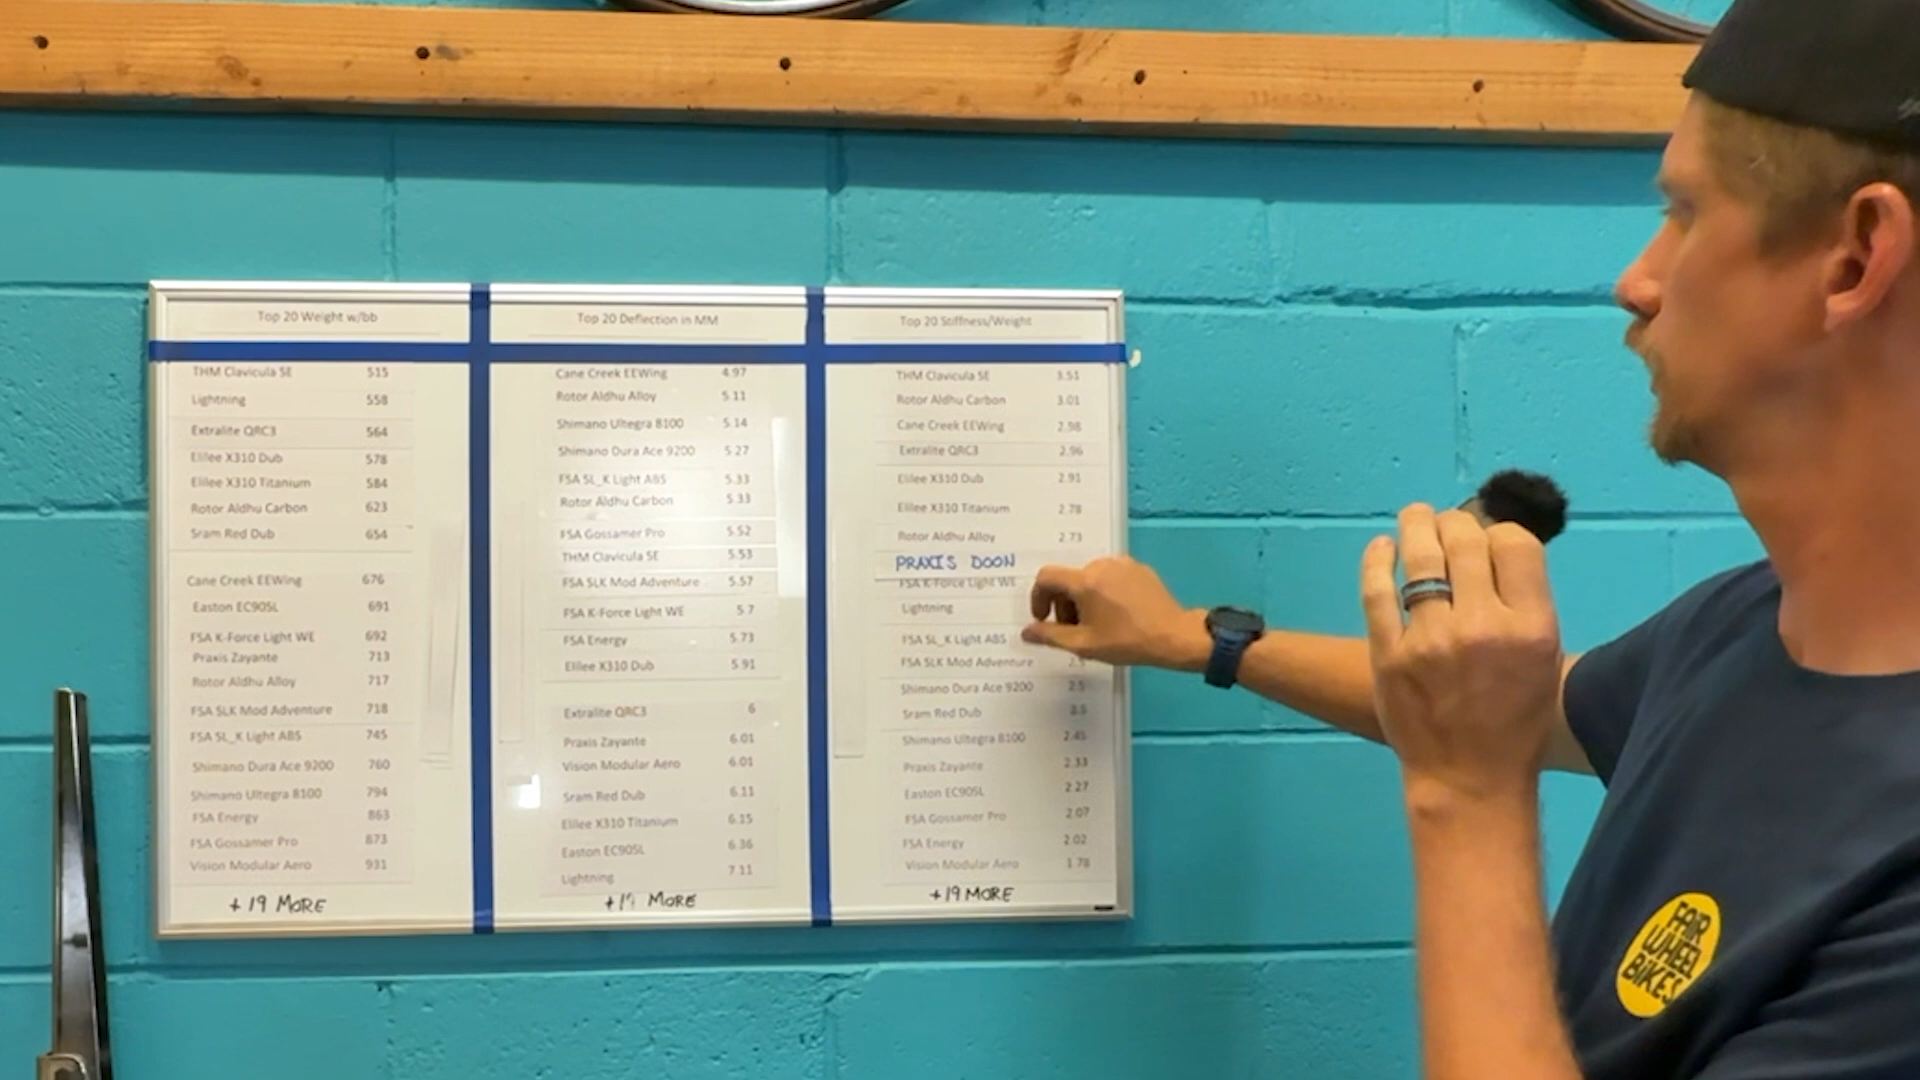 Top 20 Weight w/bb
THM Clavicula SE 515
Lightning 558
Extralite QRC3 564
Elilee X310 Dub 578
Elilee X310 Titanium 584
Rotor Aldhu Carbon 623
Sram Red Dub 654
Cane Creek EEWing 676
Easton EC90SL 691
FSA K-Force Light WE 692
Praxis Zayante 713
Rotor Aldhu Alloy 717
FSA SLK Mod Adventure 718
FSA SL_K Light ABS 745
Shimano Dura Ace 9200 760
Shimano Ultegra 8100 794
FSA Energy 863
FSA Gossamer Pro 873
Vision Modular Aero 931
+19 MORE
Top 20 Deflection in MM
Cane Creek EEWing 4.97
Rotor Aldhu Alloy 5.11
Shimano Ultegra 8100 5.14
Shimano Dura Ace 9200 5.27
FSA SL_K Light ABS 5.33
Rotor Aldhu Carbon 5.33
FSA Gossamer Pro 5.52
THM Clavicula SE 5.53
FSA SLK Mod Adventure 5.57
FSA K-Force Light WE 5.7
FSA Energy 5.73
Elilee X310 Dub 5.91
Extralite QRC3 6
Praxis Zayante 6.01
Vision Modular Aero 6.01
Sram Red Dub 6.11
Elilee X310 Titanium 6.15
Easton EC90SL 6.36
Lightning 7.11
MORE
Top 20 Stiffness/Weight
THM Clavicula SE 3.51
Rotor Aldhu Carbon 3.01
Cane Creek EEWing 2.98
Extralite QRC3 2.96
Elilee X310 Dub 2.91
Elilee X310 Titanium 2.78
Rotor Aldhu Alloy 2.73
PRAXIS DOON
FSA K-Force Light WE
Lightning
FSA SL_K Light ABS
FSA SLK Mod Adventure
Shimano Dura Ace 9200 2.5
Sram Red Dub 2.5
Shimano Ultegra 8100 2.45
Praxis Zayante 2.33
Easton EC90SL 2.27
FSA Gossamer Pro 2.07
FSA Energy 2.02
Vision Modular Aero 1.78
+19 MORE
FAIR
WHEEL
BIKES